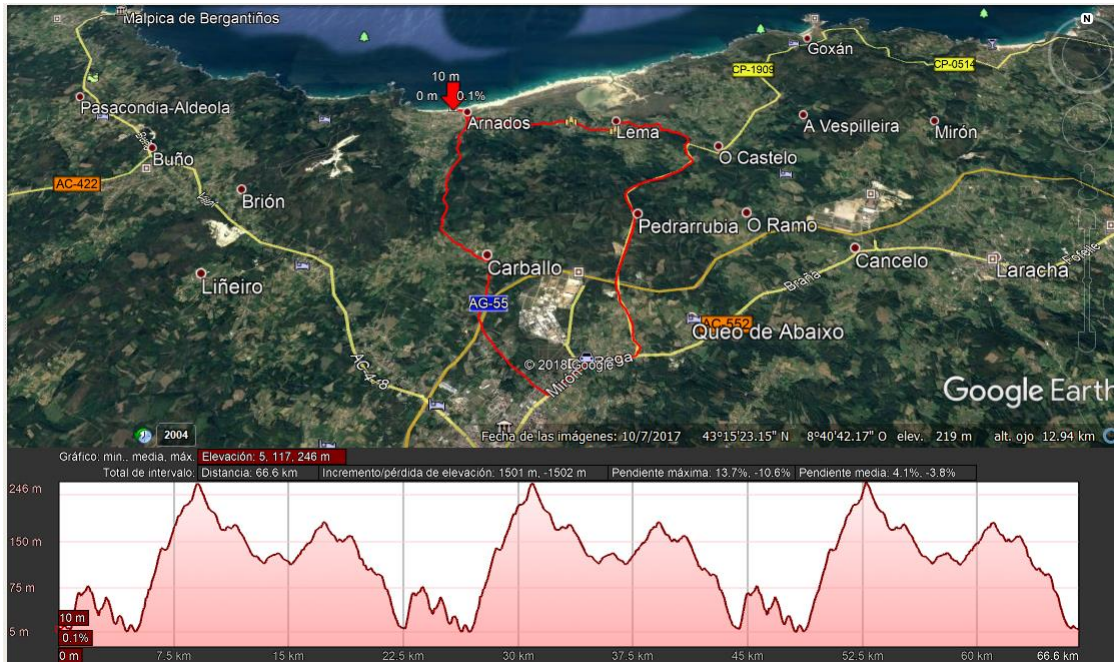 Malpica de Bergantiños
N
Goxán
CP-1909
CP-0514
10 m
0 m 0.1%
Pasacondia-Aldeola
Arnados
Lema
A Vespilleira
Mirón
O Castelo
Buño
AC-422
Brión
Pedrarrubia
O Ramo
Carballo
Cancelo
Laracha
Liñeiro
AG-55
Braña
AC-552
Queo de Abaixo
© 2018 Google
Google Earth
2004
Fecha de las imágenes: 10/7/2017 43°15'23.15" N 8°40'42.17" O elev. 219 m alt. ojo 12.94 km
Gráfico: mín., media, máx. Elevación: 5, 117, 246 m
Total de intervalo: Distancia: 66.6 km Incremento/pérdida de elevación: 1501 m, -1502 m Pendiente máxima: 13.7%, -10.6% Pendiente media: 4.1%, -3.8%
246 m
150 m
75 m
10 m
5 m
0.1%
0 m 7.5 km 15 km 22.5 km 30 km 37.5 km 45 km 52.5 km 60 km 66.6 km